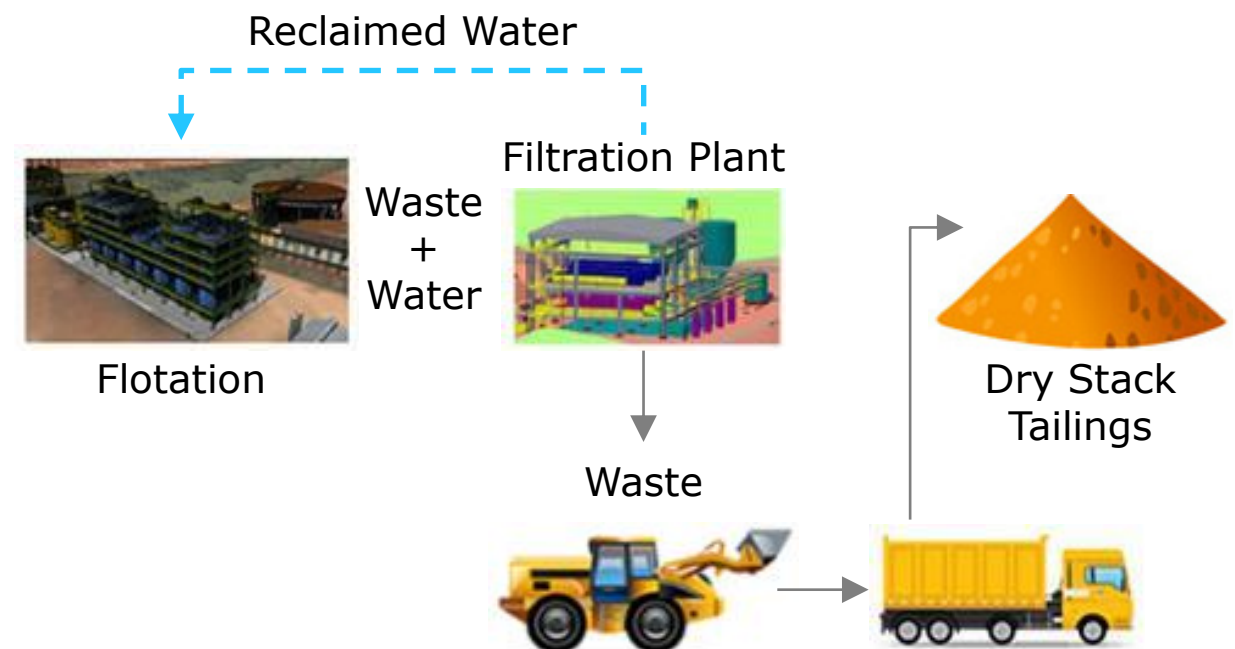 Reclaimed Water
Filtration Plant
Waste
+
Water
Flotation
Dry Stack
Tailings
Waste